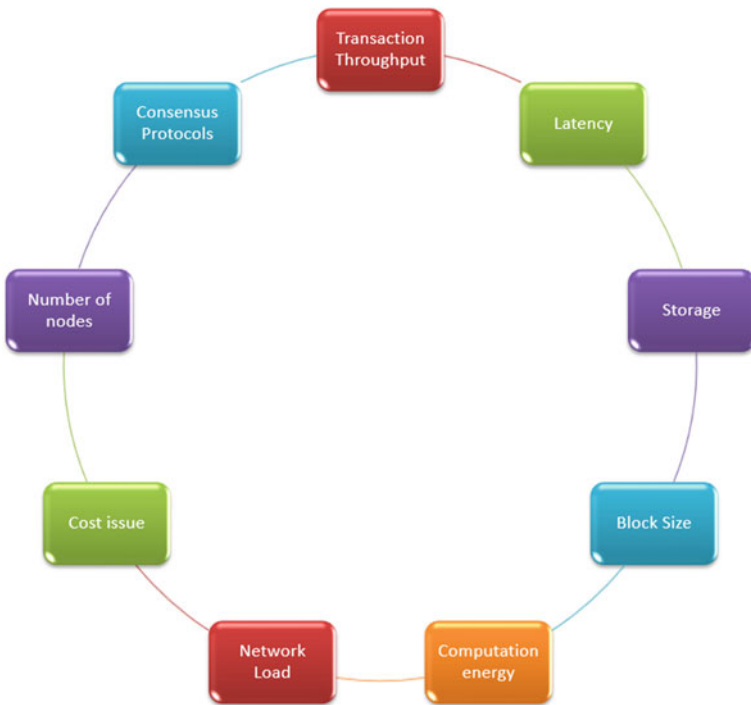 Transaction
Throughput
Latency
Storage
Block Size
Computation
energy
Network
Load
Cost issue
Number of
nodes
Consensus
Protocols